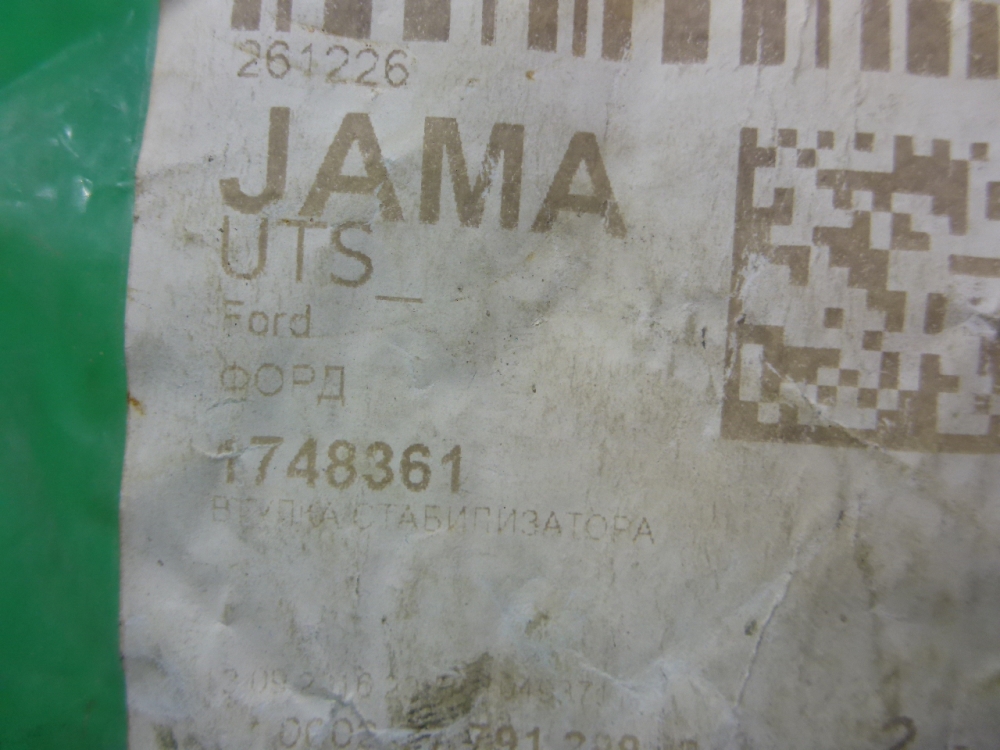 261226
JAMA
UTS_
Ford
ФОРД
1748361
ВТУЛКА СТАБИЛИЗАТОРА